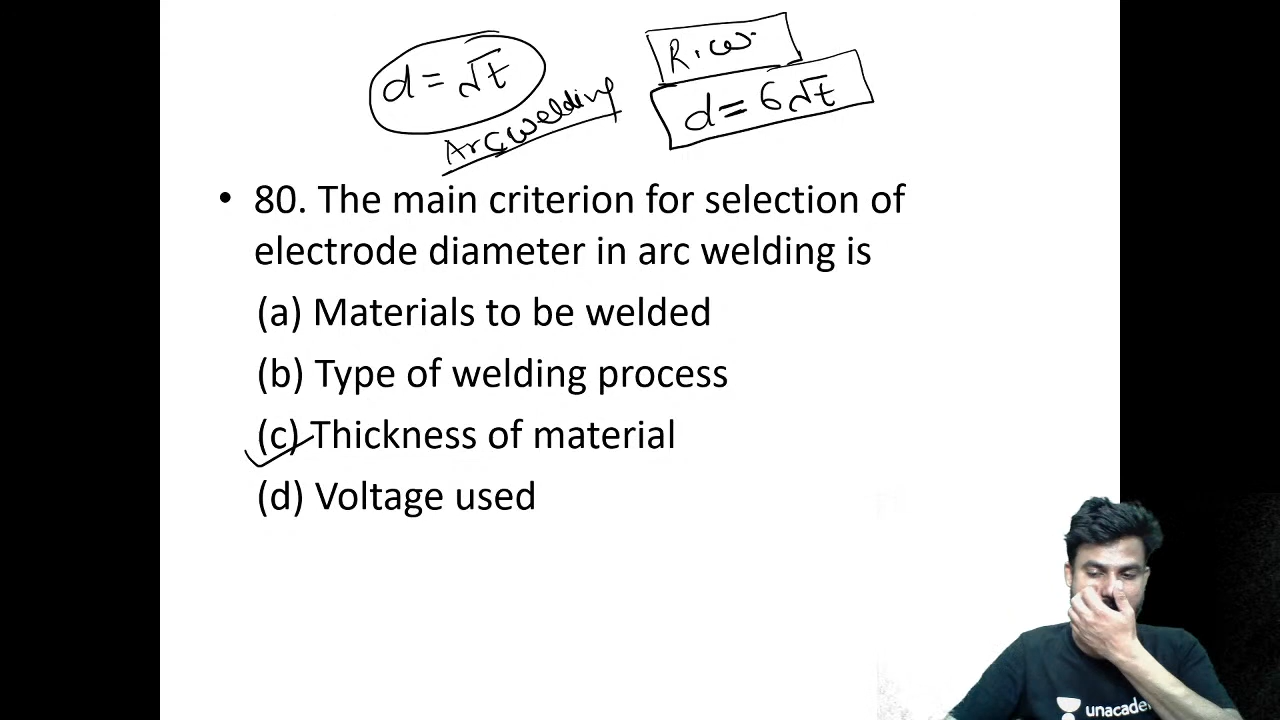 d = √t
Arc welding
R.W.
d = 6√t
• 80. The main criterion for selection of
electrode diameter in arc welding is
(a) Materials to be welded
(b) Type of welding process
(c) Thickness of material
(d) Voltage used